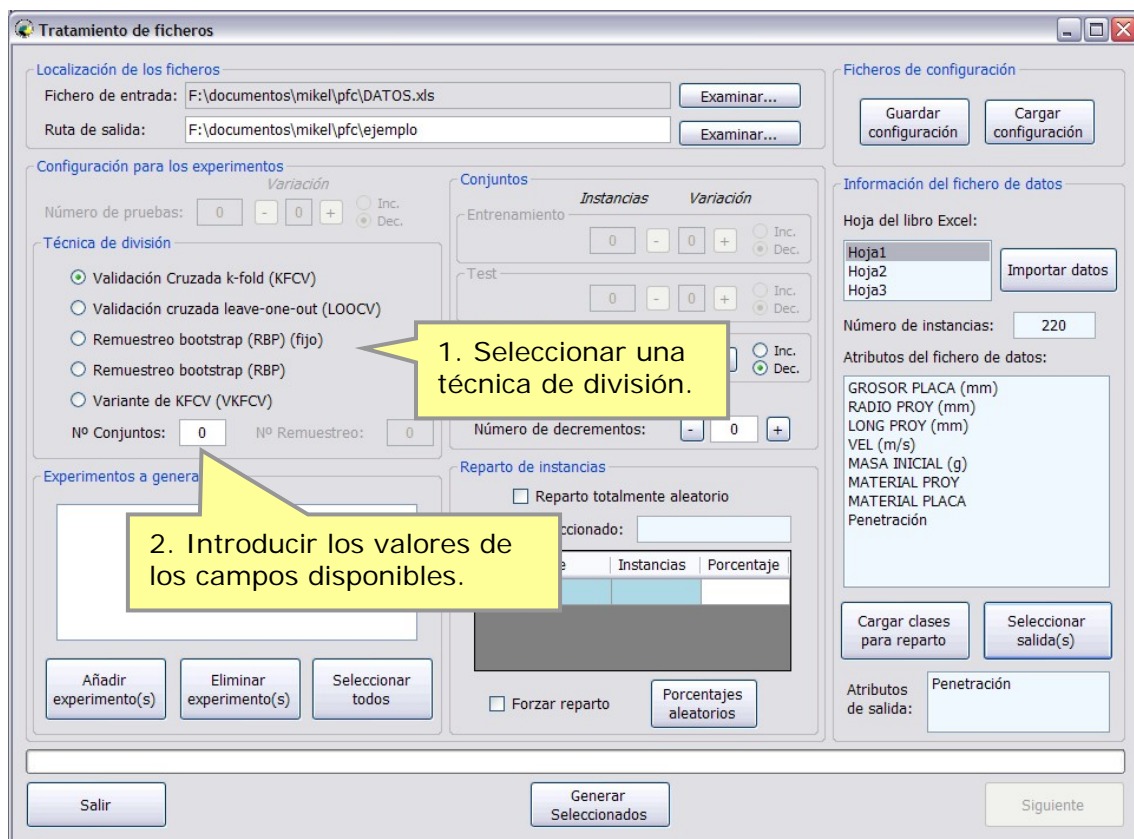 Tratamiento de ficheros
Localización de los ficheros
Fichero de entrada: F:\documentos\mikel\pfc\DATOS.xls Examinar...
Ruta de salida: F:\documentos\mikel\pfc\ejemplo Examinar...
Ficheros de configuración
Guardar configuración
Cargar configuración
Configuración para los experimentos
Variación
Número de pruebas: 0 - 0 + Inc.
Dec.
Técnica de división
Validación Cruzada k-fold (KFCV)
Validación cruzada leave-one-out (LOOCV)
Remuestreo bootstrap (RBP) (fijo)
Remuestreo bootstrap (RBP)
Variante de KFCV (VKFCV)
Nº Conjuntos: 0 Nº Remuestreo: 0
Conjuntos
Instancias Variación
Entrenamiento
0 - 0 + Inc.
Dec.
Test
0 - 0 + Inc.
Dec.
Inc.
Dec.
1. Seleccionar una
técnica de división.
Número de decrementos: - 0 +
Experimentos a genera
2. Introducir los valores de
los campos disponibles.
Añadir
experimento(s)
Eliminar
experimento(s)
Seleccionar
todos
Reparto de instancias
Reparto totalmente aleatorio
ccionado:
e Instancias Porcentaje
Forzar reparto
Porcentajes
aleatorios
Información del fichero de datos
Hoja del libro Excel:
Hoja1
Hoja2
Hoja3
Importar datos
Número de instancias: 220
Atributos del fichero de datos:
GROSOR PLACA (mm)
RADIO PROY (mm)
LONG PROY (mm)
VEL (m/s)
MASA INICIAL (g)
MATERIAL PROY
MATERIAL PLACA
Penetración
Cargar clases
para reparto
Seleccionar
salida(s)
Atributos
de salida:
Penetración
Salir
Generar
Seleccionados
Siguiente